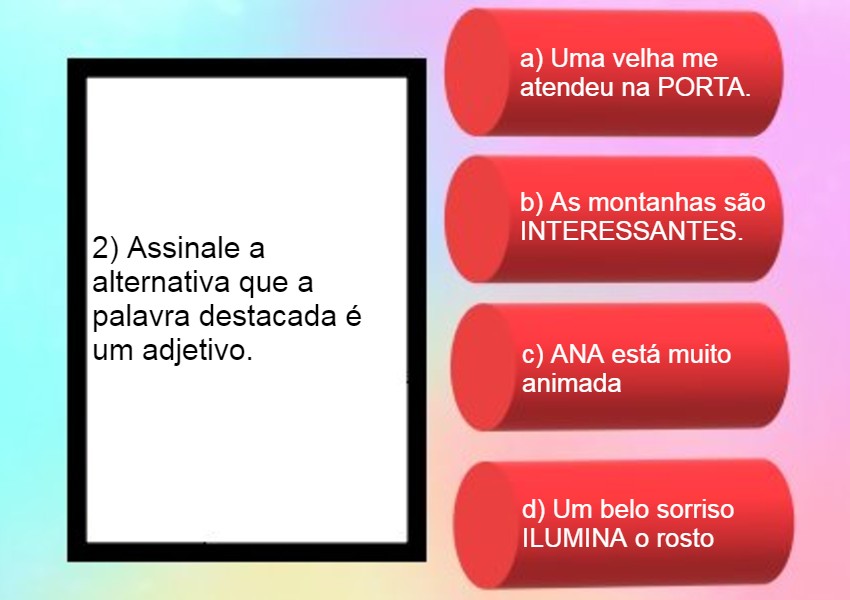 2) Assinale a
alternativa que a
palavra destacada é
um adjetivo.
a) Uma velha me
atendeu na PORTA.
b) As montanhas são
INTERESSANTES.
c) ANA está muito
animada
d) Um belo sorriso
ILUMINA o rosto